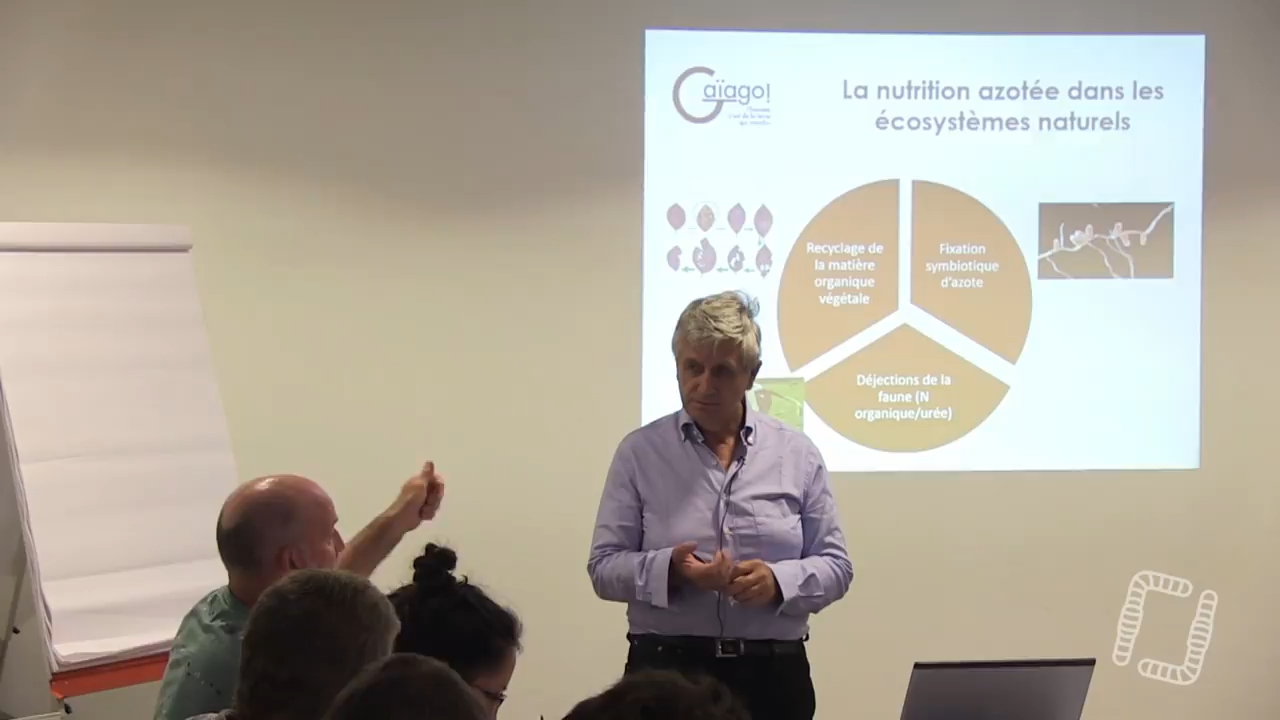 Gaïago!
La nutrition azotée dans les
écosystèmes naturels
Recyclage de
la matière
organique
végétale
Fixation
symbiotique
d'azote
Déjections de la
faune (N
organique/urée)